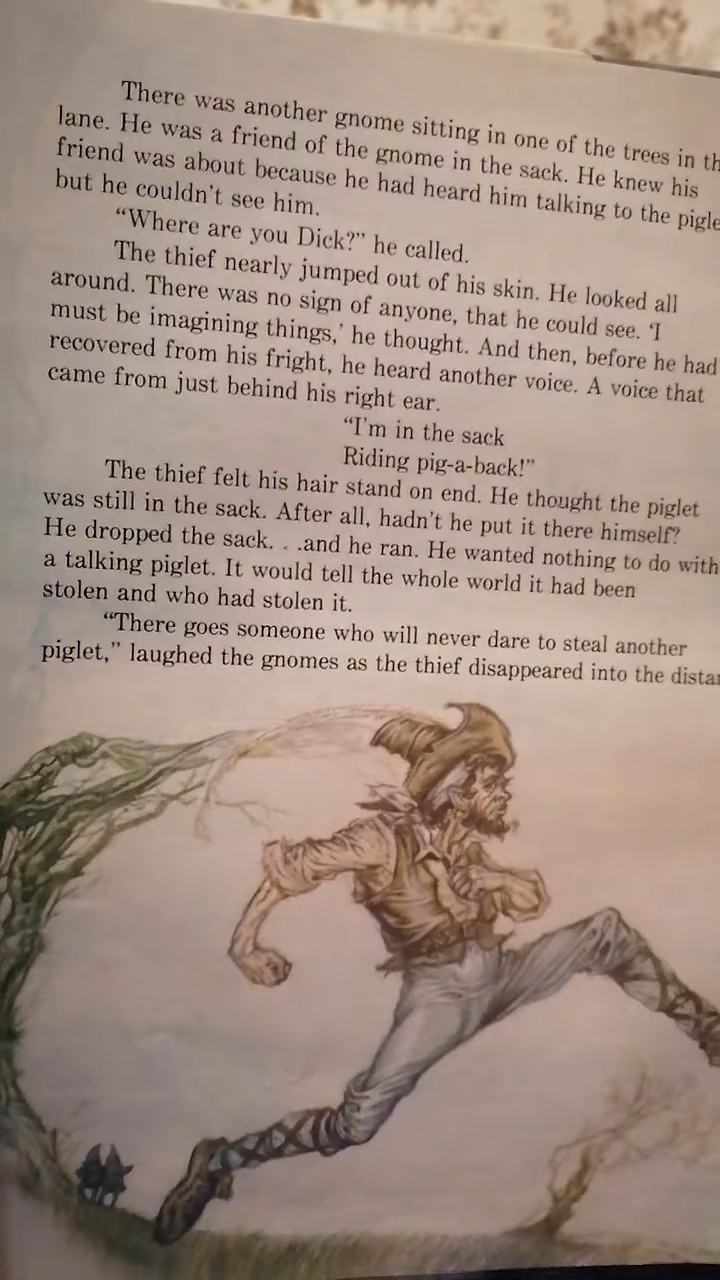 There was another gnome sitting in one of the trees in th
lane. He was a friend of the gnome in the sack. He knew his
friend was about because he had heard him talking to the pigle
but he couldn't see him.
“Where are you Dick?” he called.
The thief nearly jumped out of his skin. He looked all
around. There was no sign of anyone, that he could see. ‘I
must be imagining things,’ he thought. And then, before he had
recovered from his fright, he heard another voice. A voice that
came from just behind his right ear.
“I'm in the sack
Riding pig-a-back!”
The thief felt his hair stand on end. He thought the piglet
was still in the sack. After all, hadn't he put it there himself?
He dropped the sack. . .and he ran. He wanted nothing to do with
a talking piglet. It would tell the whole world it had been
stolen and who had stolen it.
“There goes someone who will never dare to steal another
piglet,” laughed the gnomes as the thief disappeared into the distan